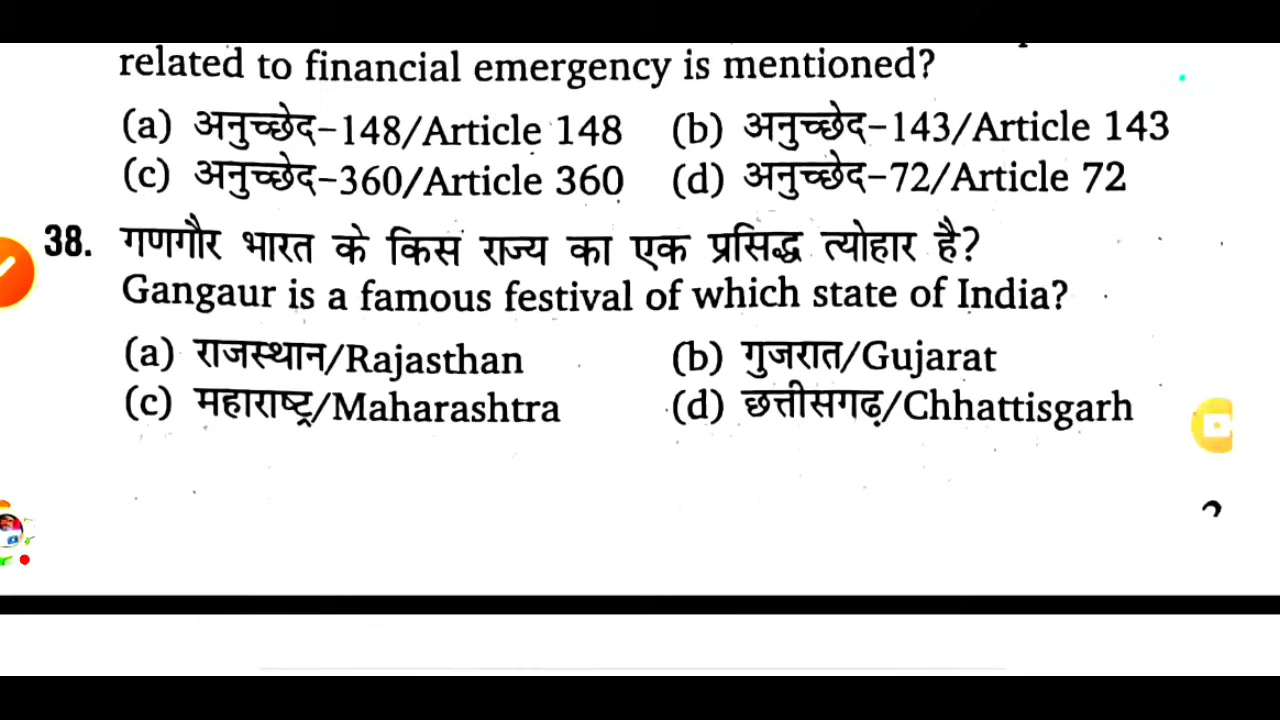 related to financial emergency is mentioned?
(a) अनुच्छेद-148/Article 148 (b) अनुच्छेद-143/Article 143
(c) अनुच्छेद-360/Article 360 (d) अनुच्छेद-72/Article 72
38. गणगौर भारत के किस राज्य का एक प्रसिद्ध त्योहार है?
Gangaur is a famous festival of which state of India?
(a) राजस्थान/Rajasthan (b) गुजरात/Gujarat
(c) महाराष्ट्र/Maharashtra (d) छत्तीसगढ़/Chhattisgarh